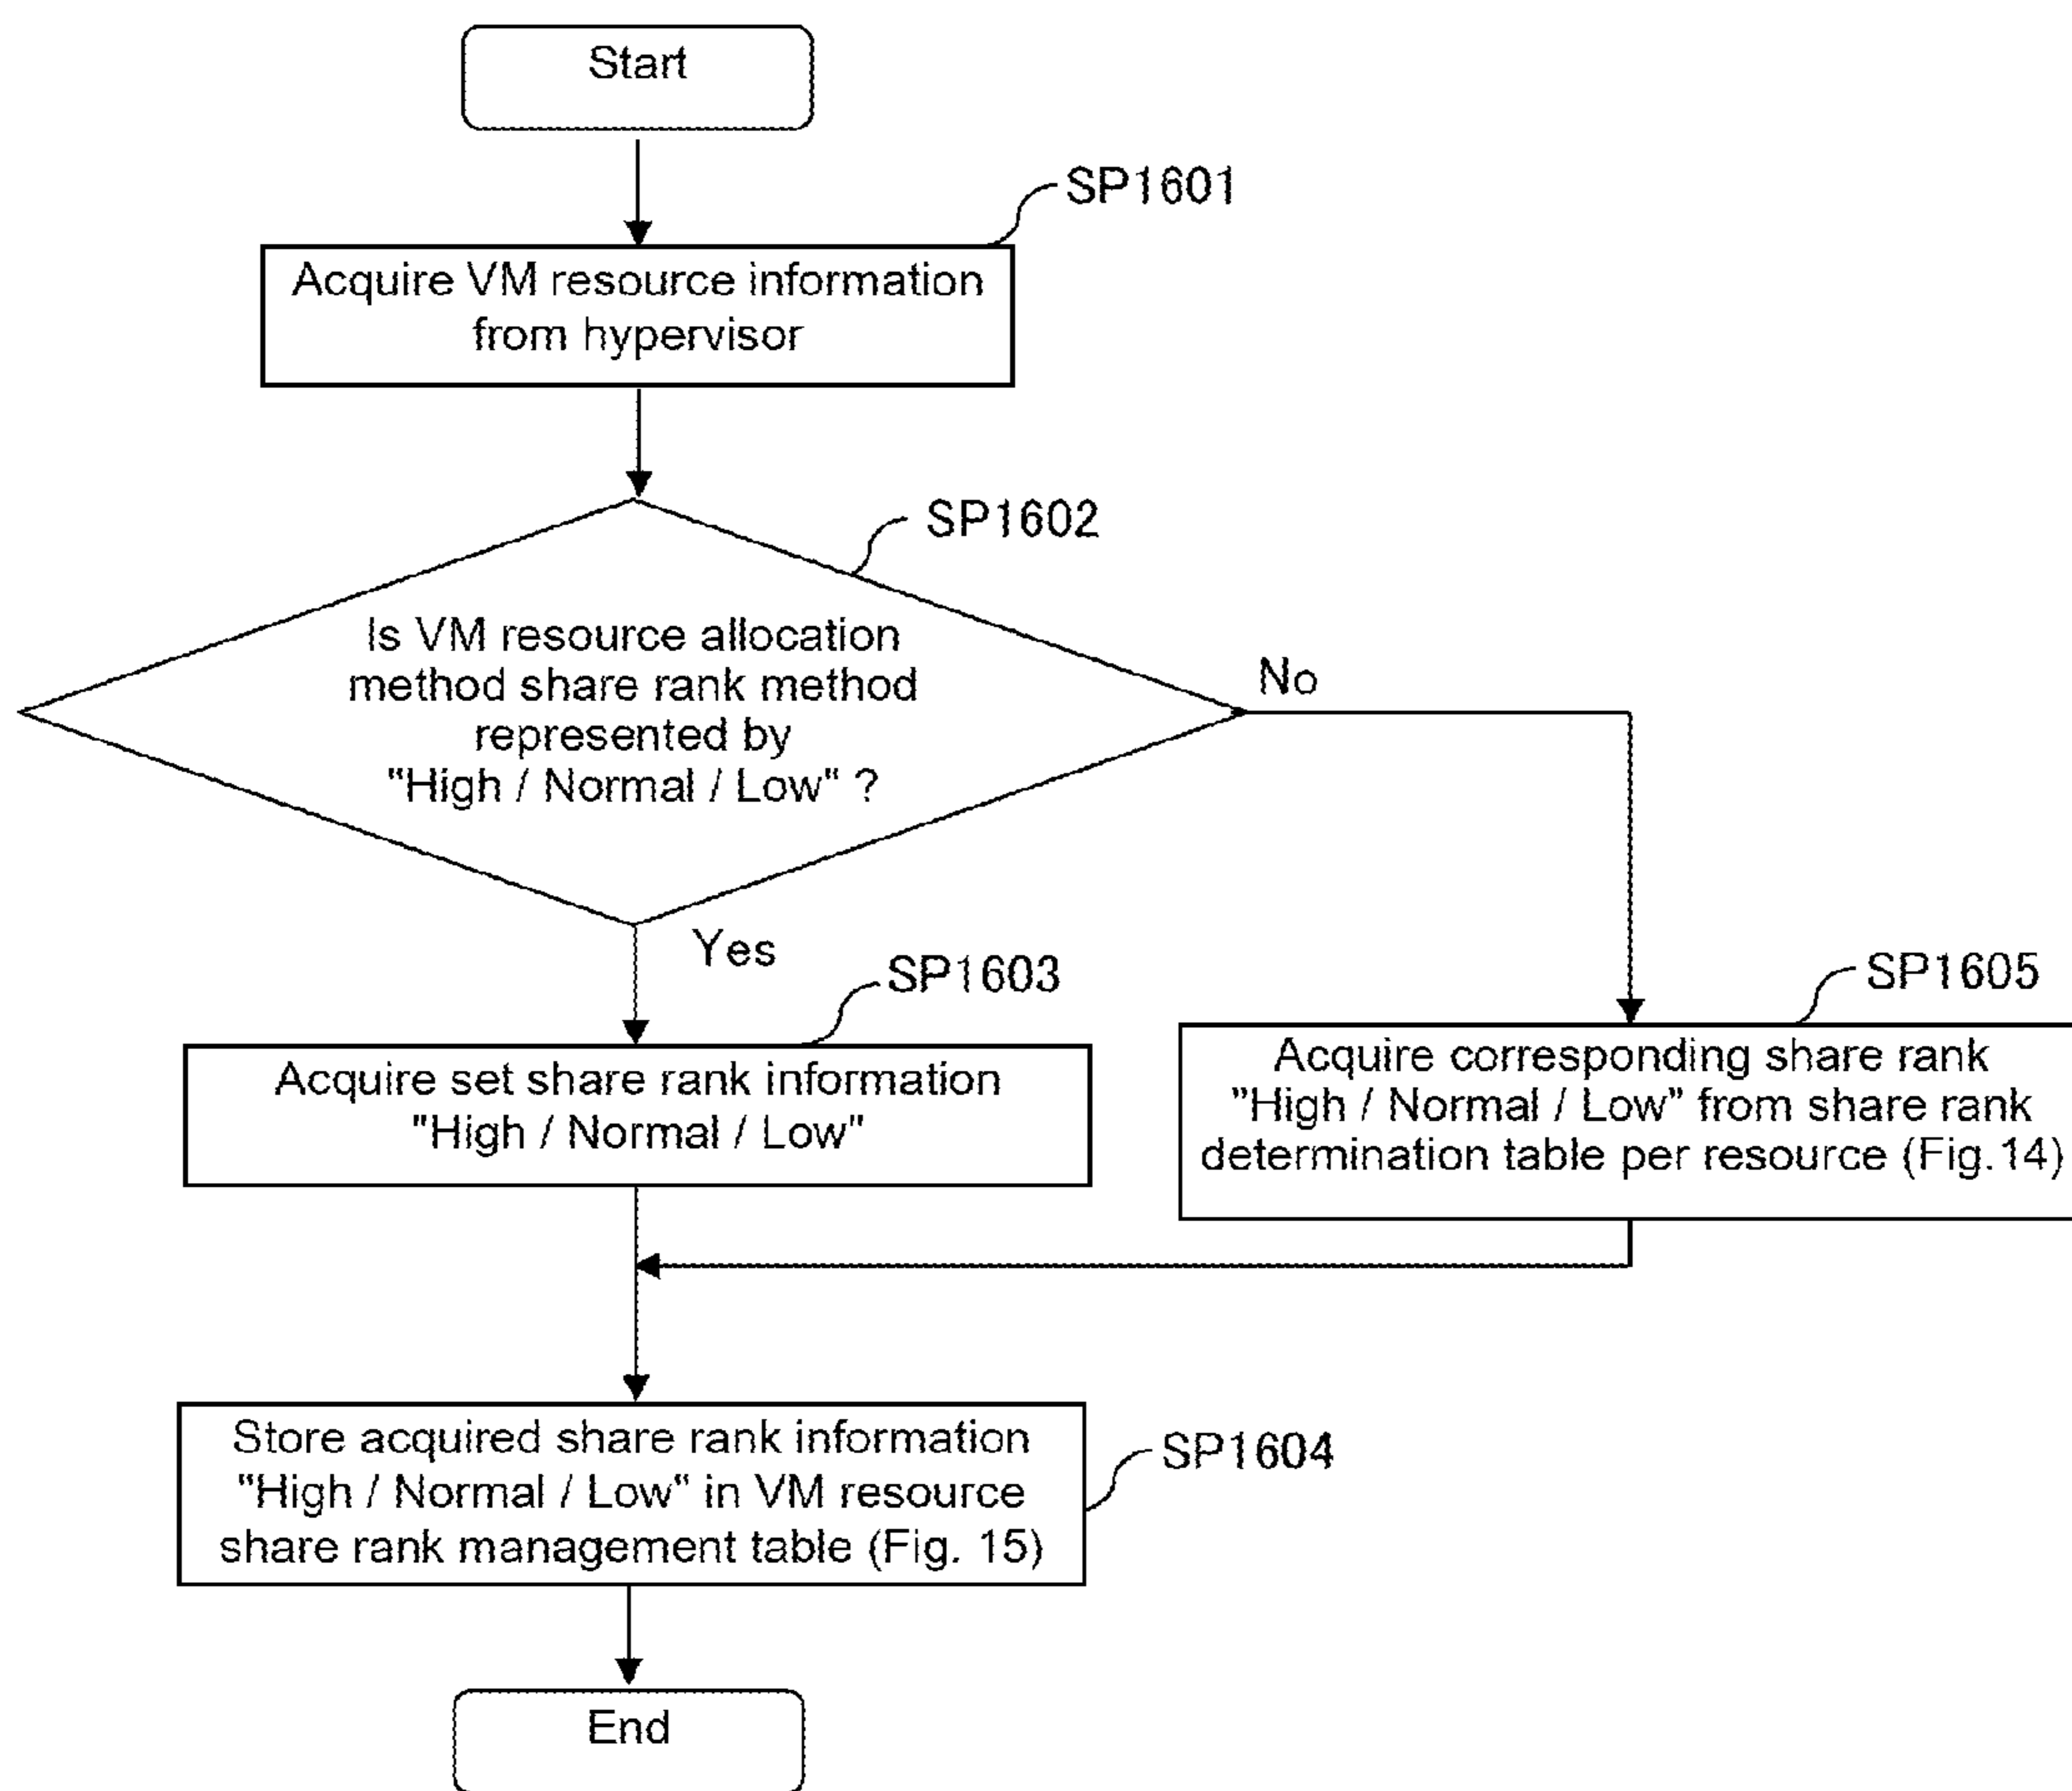 Start
SP1601
Acquire VM resource information
from hypervisor
SP1602
Is VM resource allocation
method share rank method
represented by
"High / Normal / Low" ?
No
Yes
SP1603
Acquire set share rank information
"High / Normal / Low"
SP1605
Acquire corresponding share rank
"High / Normal / Low" from share rank
determination table per resource (Fig.14)
Store acquired share rank information
"High / Normal / Low" in VM resource
share rank management table (Fig. 15)
SP1604
End